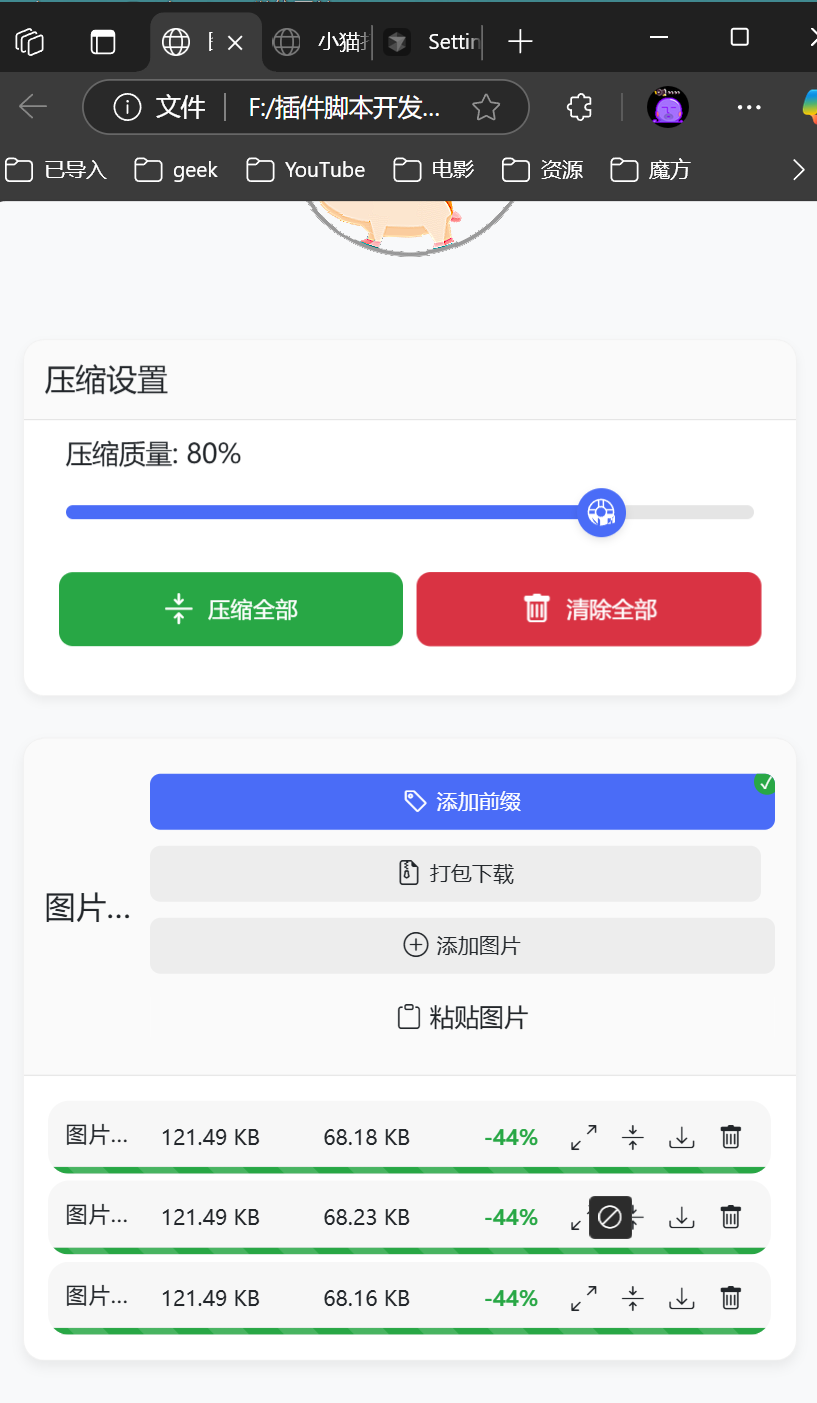 小猫
Settin
文件
F:/插件脚本开发...
已导入
geek
YouTube
电影
资源
魔方
压缩设置
压缩质量: 80%
压缩全部
清除全部
添加前缀
打包下载
图片...
添加图片
粘贴图片
图片... 121.49 KB 68.18 KB -44%
图片... 121.49 KB 68.23 KB -44%
图片... 121.49 KB 68.16 KB -44%